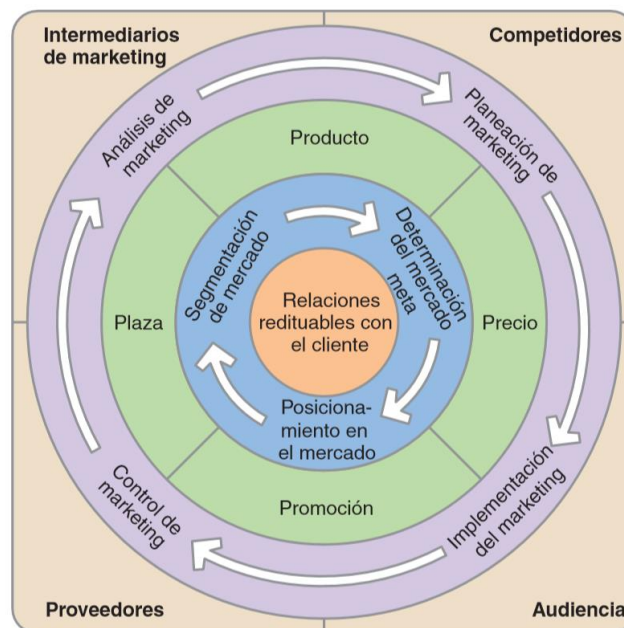 Intermediarios
de marketing
Competidores
Análisis de
marketing
Planeación de
marketing
Producto
Segmentación
de mercado
Determinación
del mercado
meta
Plaza
Relaciones
redituables con
el cliente
Precio
Posiciona-
miento en
el mercado
Promoción
Control de
marketing
Implementación
del marketing
Proveedores
Audiencia